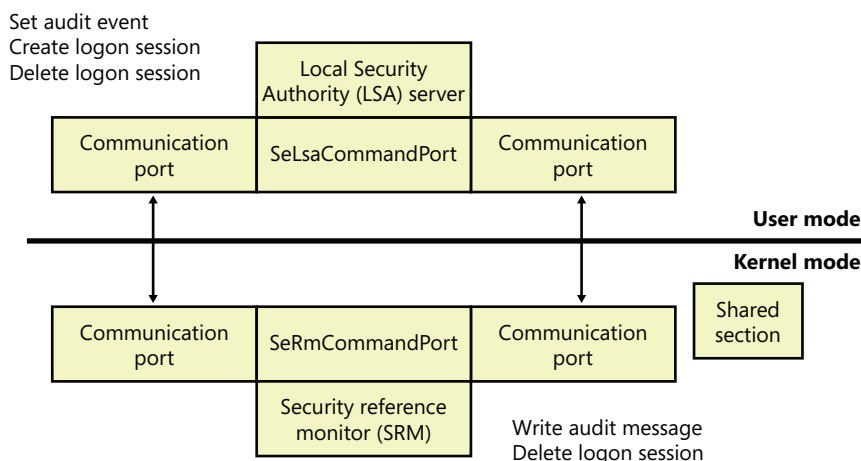 Set audit event
Create logon session
Delete logon session
Local Security
Authority (LSA) server
Communication
port
SeLsaCommandPort
Communication
port
User mode
Kernel mode
Communication
port
SeRmCommandPort
Communication
port
Shared
section
Security reference
monitor (SRM)
Write audit message
Delete logon session